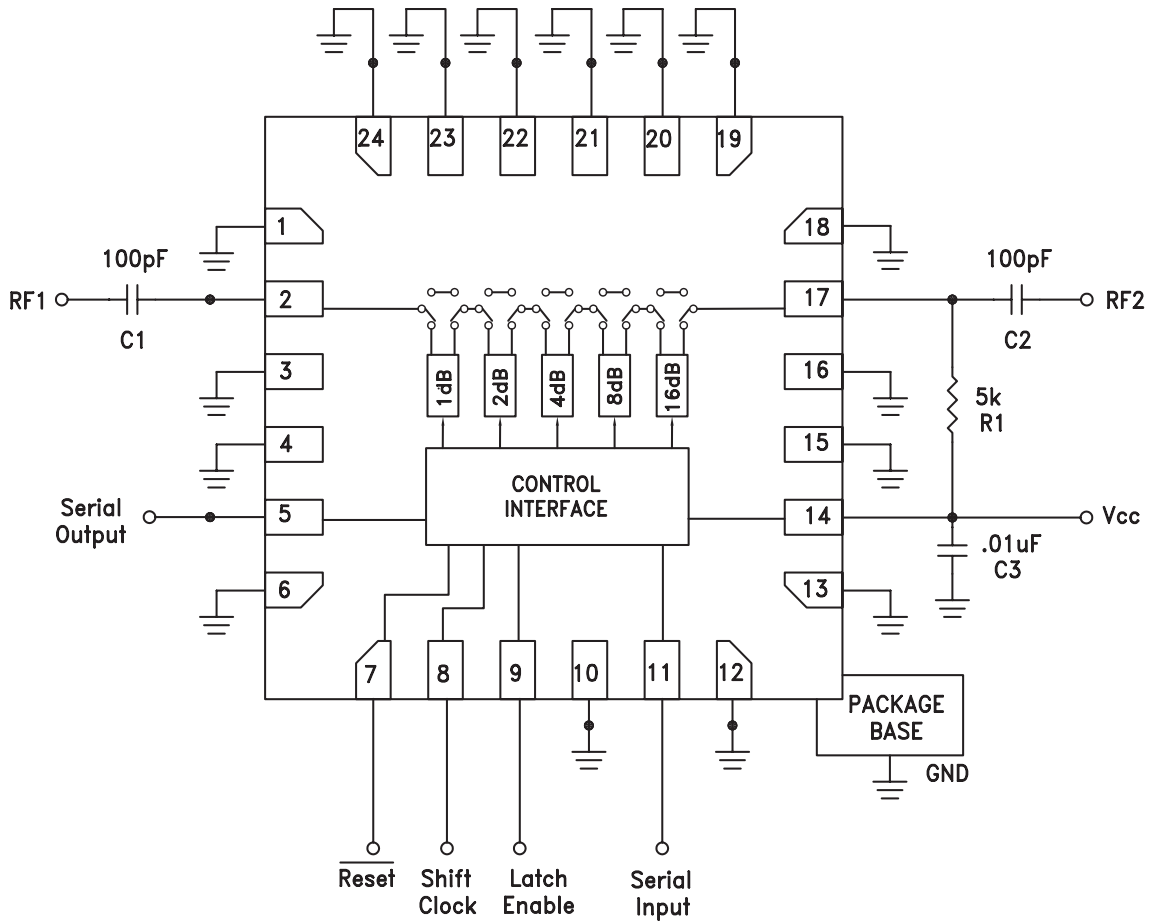 24
23
22
21
20
19
1
18
100pF
100pF
RF1
2
17
RF2
C1
C2
3
16
1dB
2dB
4dB
8dB
16dB
5k
R1
4
15
CONTROL
INTERFACE
Serial
Output
5
14
Vcc
.01uF
C3
6
13
7
8
9
10
11
12
PACKAGE
BASE
GND
Reset
Shift
Clock
Latch
Enable
Serial
Input